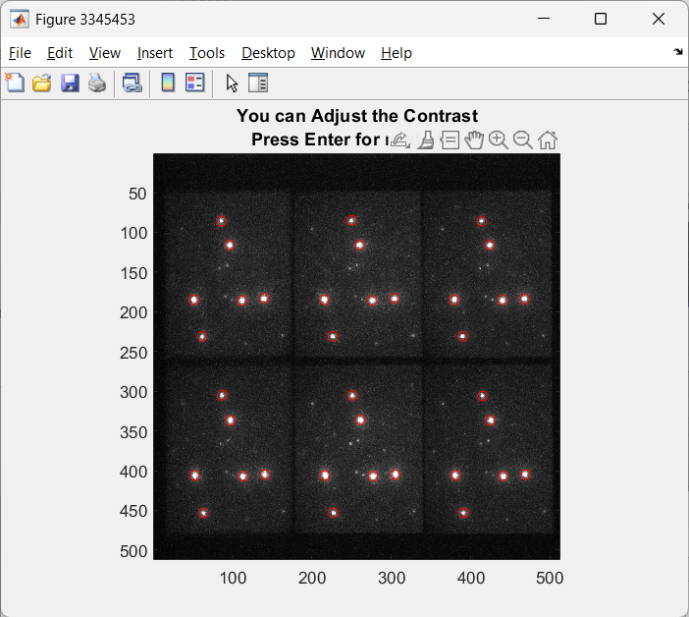 Figure 3345453
File Edit View Insert Tools Desktop Window Help
You can Adjust the Contrast
Press Enter for
50
100
150
200
250
300
350
400
450
500
100 200 300 400 500